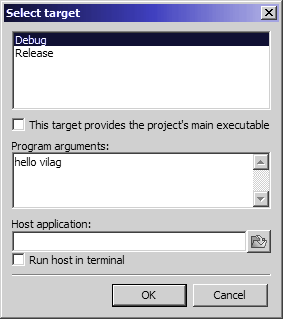 Select target
Debug
Release
This target provides the project's main executable
Program arguments:
hello vilag
Host application:
Run host in terminal
OK
Cancel